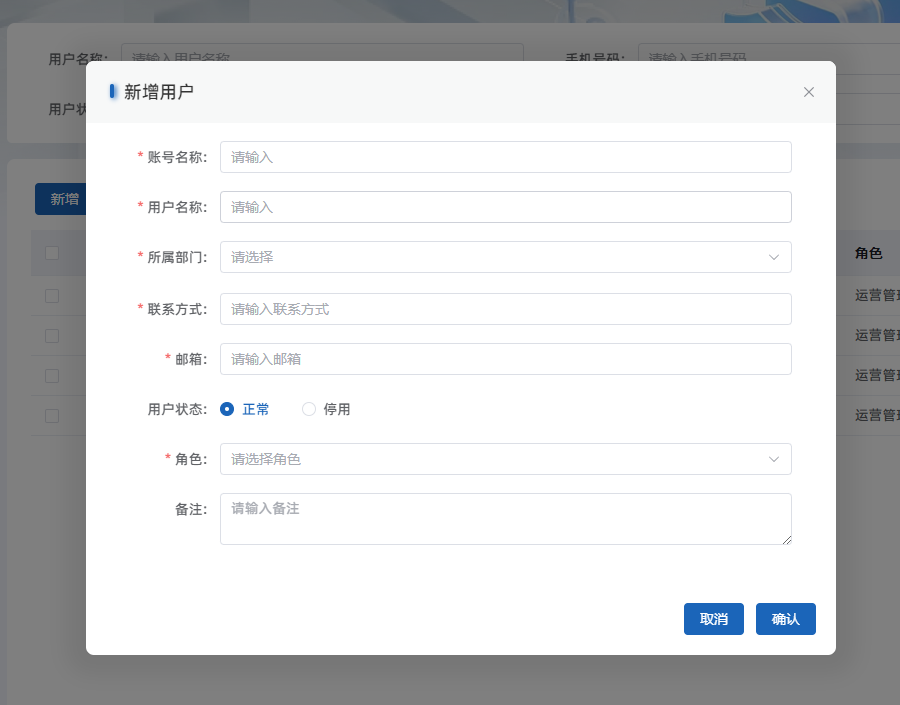 用户名称: 请输入用户名称 手机号码: 请输入手机号码
新增用户
用户状
* 账号名称: 请输入
新增
* 用户名称: 请输入
* 所属部门: 请选择
角色
运营管
* 联系方式: 请输入联系方式
运营管
* 邮箱: 请输入邮箱
运营管
用户状态: 正常 停用
运营管
* 角色: 请选择角色
备注: 请输入备注
取消 确认